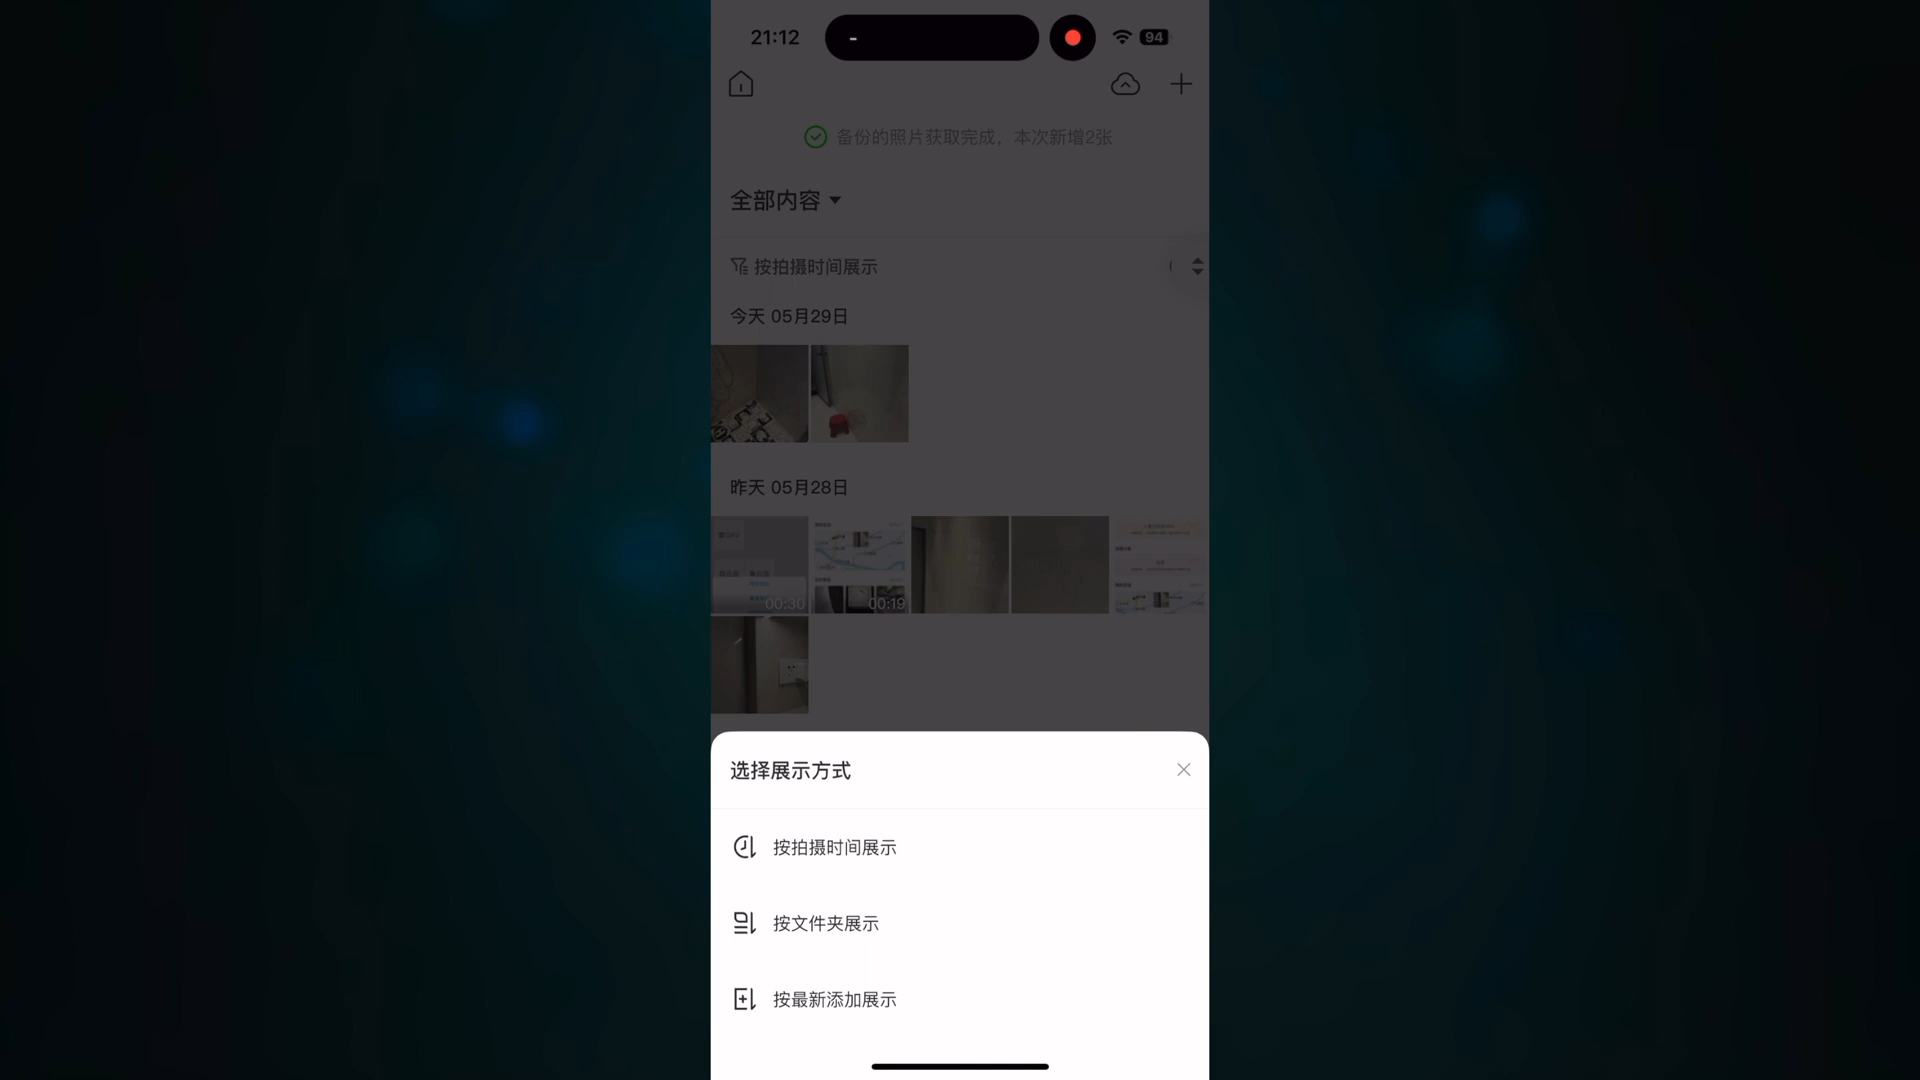 21:12
94
备份的照片获取完成，本次新增2张
全部内容
按拍摄时间展示
今天 05月29日
昨天 05月28日
00:30
00:19
选择展示方式
按拍摄时间展示
按文件夹展示
按最新添加展示